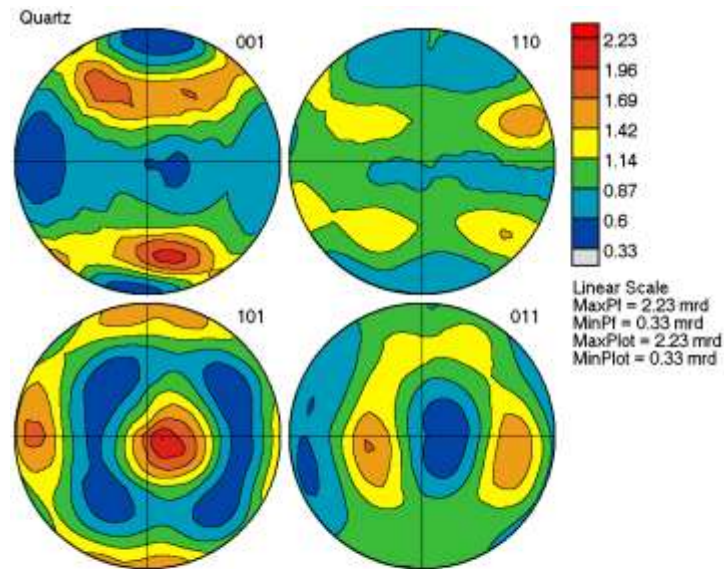 Quartz
001
110
2.23
1.96
1.69
1.42
1.14
0.87
0.6
0.33
Linear Scale
MaxPf = 2.23 mrd
MinPf = 0.33 mrd
MaxPlot = 2.23 mrd
MinPlot = 0.33 mrd
101
011